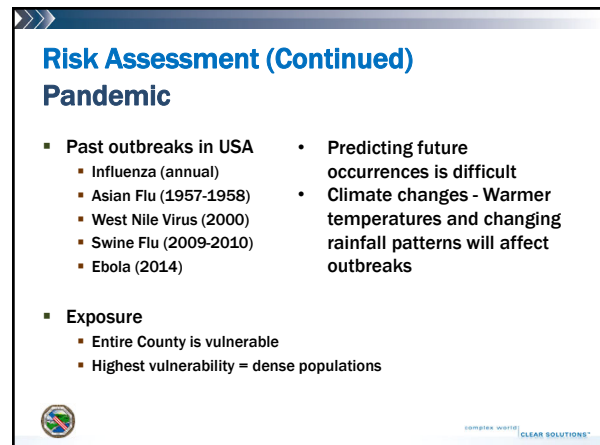 Risk Assessment (Continued)
Pandemic
▪ Past outbreaks in USA
▪ Influenza (annual)
▪ Asian Flu (1957-1958)
▪ West Nile Virus (2000)
▪ Swine Flu (2009-2010)
▪ Ebola (2014)
• Predicting future
occurrences is difficult
• Climate changes - Warmer
temperatures and changing
rainfall patterns will affect
outbreaks
▪ Exposure
▪ Entire County is vulnerable
▪ Highest vulnerability = dense populations
complex world | CLEAR SOLUTIONS™